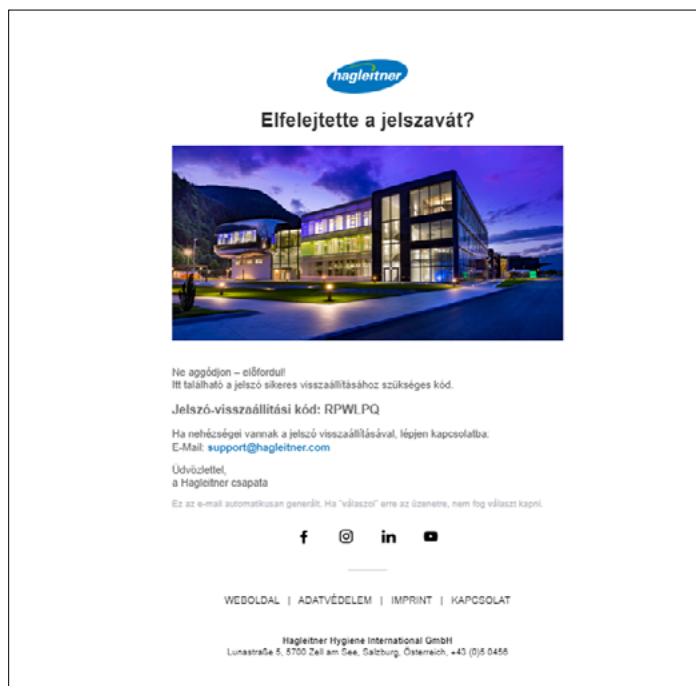 hagleitner
Elfelejtette a jelszavát?
Ne aggódjon – előfordul!
Itt található a jelszó sikeres visszaállításához szükséges kód.
Jelszó-visszaállítási kód: RPWLPQ
Ha nehézségei vannak a jelszó visszaállításával, lépjen kapcsolatba:
E-Mail: support@hagleitner.com
Üdvözlettel,
a Hagleitner csapata
Ez az e-mail automatikusan generált. Ha "válaszol" erre az üzenetre, nem fog választ kapni.
WEBOLDAL | ADATVÉDELEM | IMPRINT | KAPCSOLAT
Hagleitner Hygiene International GmbH
Lunastraße 5, 5700 Zell am See, Salzburg, Österreich, +43 (0)5 0456